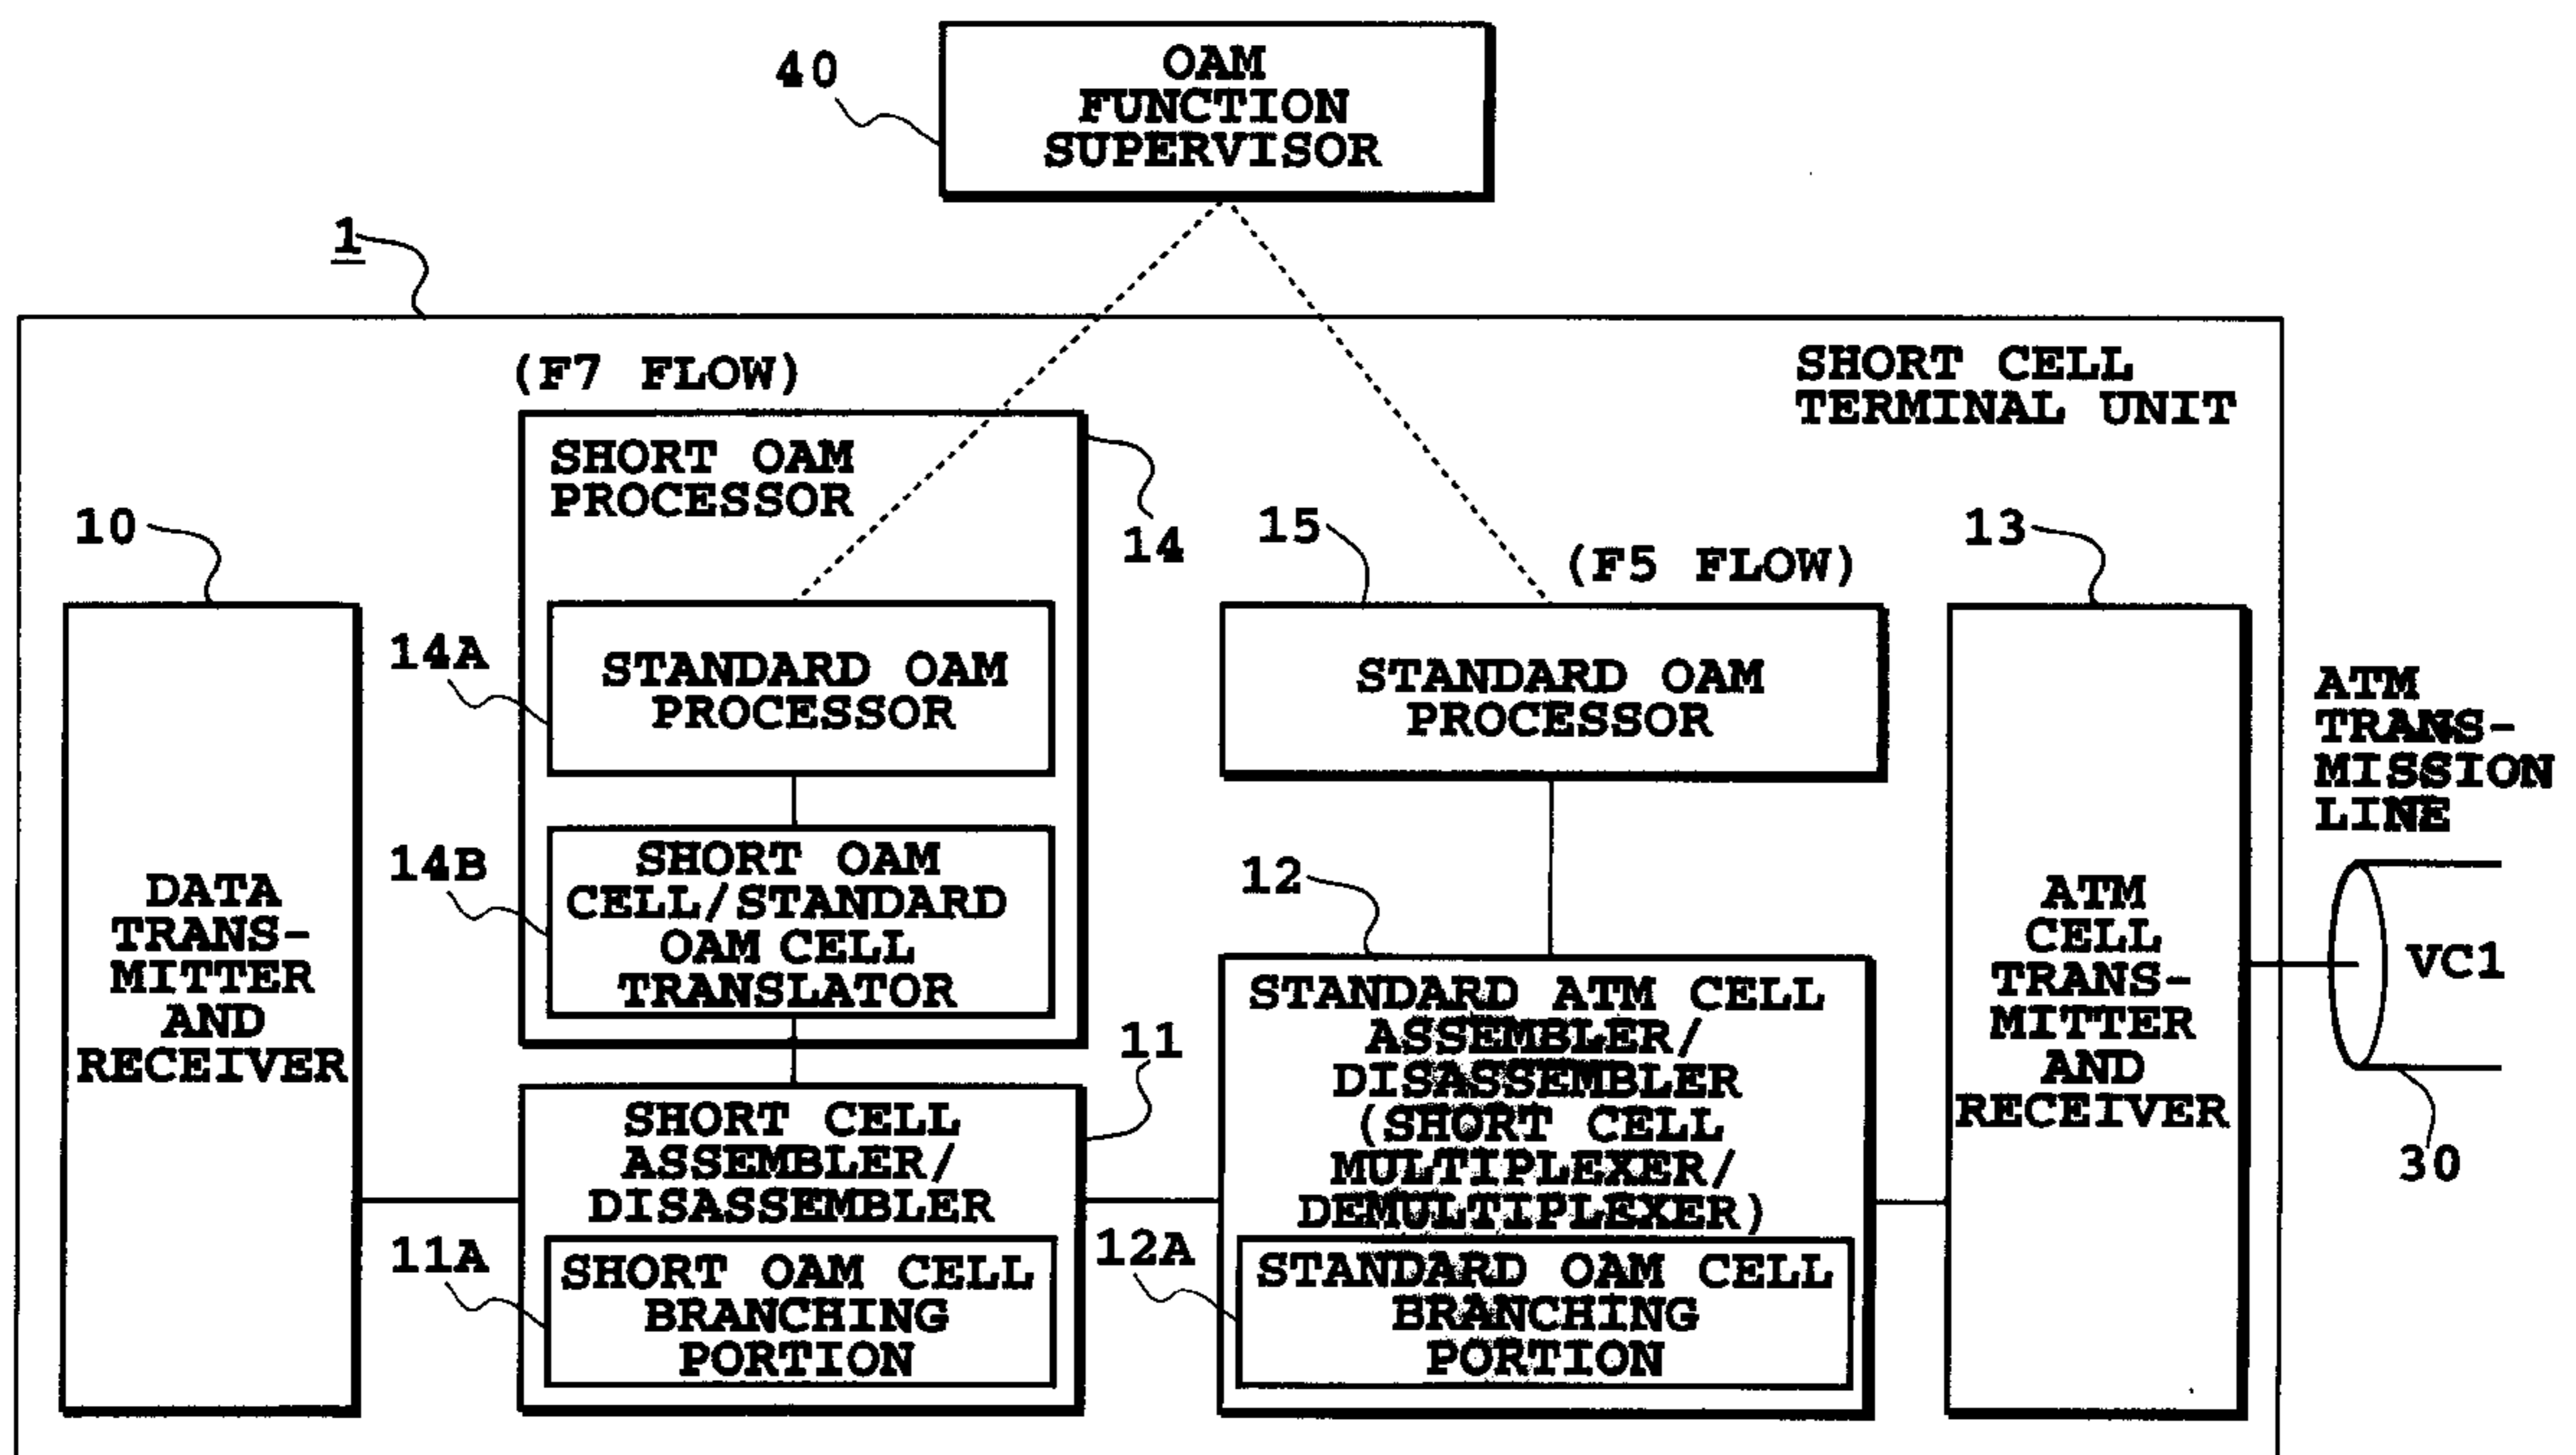 40
OAM
FUNCTION
SUPERVISOR
1
(F7 FLOW)
SHORT CELL
TERMINAL UNIT
SHORT OAM
PROCESSOR
14
10
15
(F5 FLOW)
13
14A
STANDARD OAM
PROCESSOR
STANDARD OAM
PROCESSOR
ATM
TRANS-
MISSION
LINE
14B
SHORT OAM
CELL/STANDARD
OAM CELL
TRANSLATOR
12
DATA
TRANS-
MITTER
AND
RECEIVER
ATM
CELL
TRANS-
MITTER
AND
RECEIVER
VC1
30
11
SHORT CELL
ASSEMBLER/
DISASSEMBLER
STANDARD ATM CELL
ASSEMBLER/
DISASSEMBLER
(SHORT CELL
MULTIPLEXER/
DEMULTIPLEXER)
11A
SHORT OAM CELL
BRANCHING
PORTION
12A
STANDARD OAM CELL
BRANCHING
PORTION